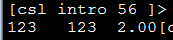 [csl intro 56 ]>
123   123  2.00[c